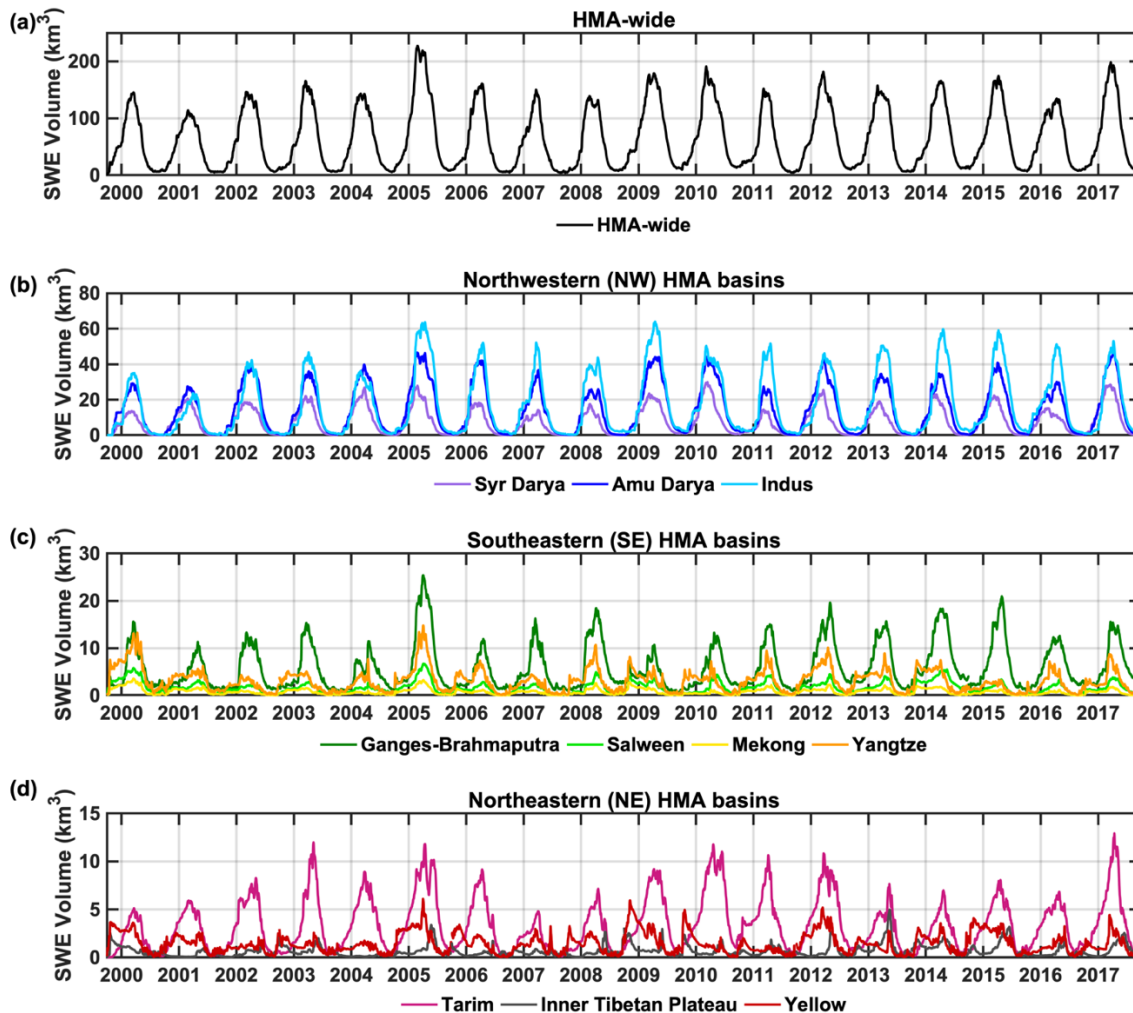 (a)
HMA-wide
SWE Volume (km³)
200
100
0
2000 2001 2002 2003 2004 2005 2006 2007 2008 2009 2010 2011 2012 2013 2014 2015 2016 2017
HMA-wide
(b)
Northwestern (NW) HMA basins
SWE Volume (km³)
80
60
40
20
0
2000 2001 2002 2003 2004 2005 2006 2007 2008 2009 2010 2011 2012 2013 2014 2015 2016 2017
Syr Darya Amu Darya Indus
(c)
Southeastern (SE) HMA basins
SWE Volume (km³)
30
20
10
0
2000 2001 2002 2003 2004 2005 2006 2007 2008 2009 2010 2011 2012 2013 2014 2015 2016 2017
Ganges-Brahmaputra Salween Mekong Yangtze
(d)
Northeastern (NE) HMA basins
SWE Volume (km³)
15
10
5
0
2000 2001 2002 2003 2004 2005 2006 2007 2008 2009 2010 2011 2012 2013 2014 2015 2016 2017
Tarim Inner Tibetan Plateau Yellow